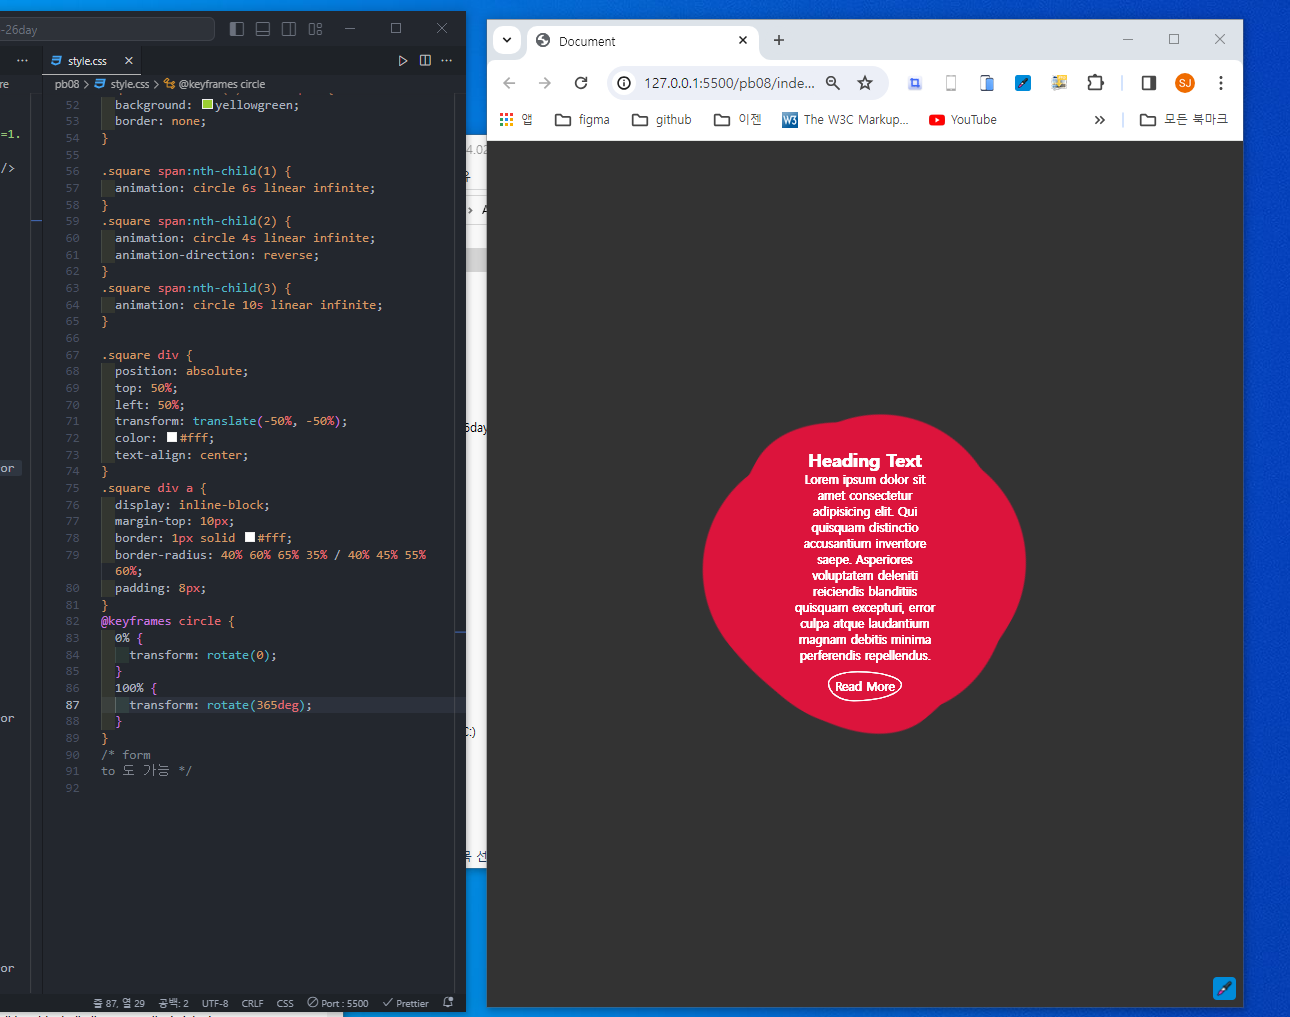 -26day
style.css
re
pb08 > style.css > @keyframes circle
52 background: yellowgreen;
53 border: none;
54 }
55
56 .square span:nth-child(1) {
57 animation: circle 6s linear infinite;
58 }
59 .square span:nth-child(2) {
60 animation: circle 4s linear infinite;
61 animation-direction: reverse;
62 }
63 .square span:nth-child(3) {
64 animation: circle 10s linear infinite;
65 }
66
67 .square div {
68 position: absolute;
69 top: 50%;
70 left: 50%;
71 transform: translate(-50%, -50%);
72 color: #fff;
73 text-align: center;
74 }
75 .square div a {
76 display: inline-block;
77 margin-top: 10px;
78 border: 1px solid #fff;
79 border-radius: 40% 60% 65% 35% / 40% 45% 55%
60%;
80 padding: 8px;
81 }
82 @keyframes circle {
83 0% {
84 transform: rotate(0);
85 }
86 100% {
87 transform: rotate(365deg);
88 }
89 }
90 /* form
91 to 도 가능 */
92
=1.
/>
or
or
or
줄 87, 열 29 공백: 2 UTF-8 CRLF CSS Port : 5500 Prettier
4.02
6day
C:)
Document
127.0.0.1:5500/pb08/inde...
SJ
앱 figma github 이젠 W3 The W3C Markup... YouTube » 모든 북마크
Heading Text
Lorem ipsum dolor sit
amet consectetur
adipisicing elit. Qui
quisquam distinctio
accusantium inventore
saepe. Asperiores
voluptatem deleniti
reiciendis blanditiis
quisquam excepturi, error
culpa atque laudantium
magnam debitis minima
perferendis repellendus.
Read More